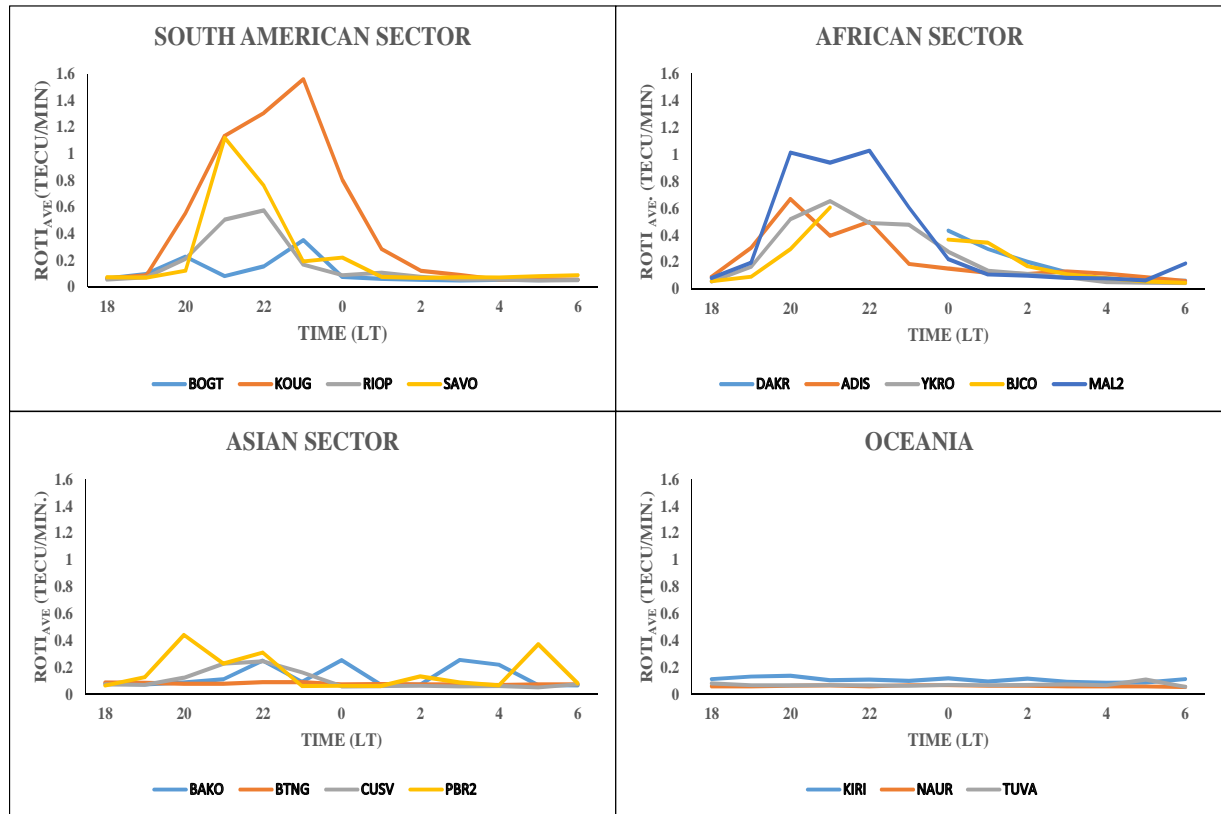 SOUTH AMERICAN SECTOR
ROTI AVE (TECU/MIN)
1.6
1.4
1.2
1
0.8
0.6
0.4
0.2
0
18 20 22 0 2 4 6
TIME (LT)
BOGT KOUG RIOP SAVO
AFRICAN SECTOR
ROTI AVE. (TECU/MIN)
1.6
1.4
1.2
1
0.8
0.6
0.4
0.2
0
18 20 22 0 2 4 6
TIME (LT)
DAKR ADIS YKRO BJCO MAL2
ASIAN SECTOR
ROTI AVE (TECU/MIN.)
1.6
1.4
1.2
1
0.8
0.6
0.4
0.2
0
18 20 22 0 2 4 6
TIME (LT)
BAKO BTNG CUSV PBR2
OCEANIA
ROTI AVE (TECU/MIN)
1.6
1.4
1.2
1
0.8
0.6
0.4
0.2
0
18 20 22 0 2 4 6
TIME (LT)
KIRI NAUR TUVA